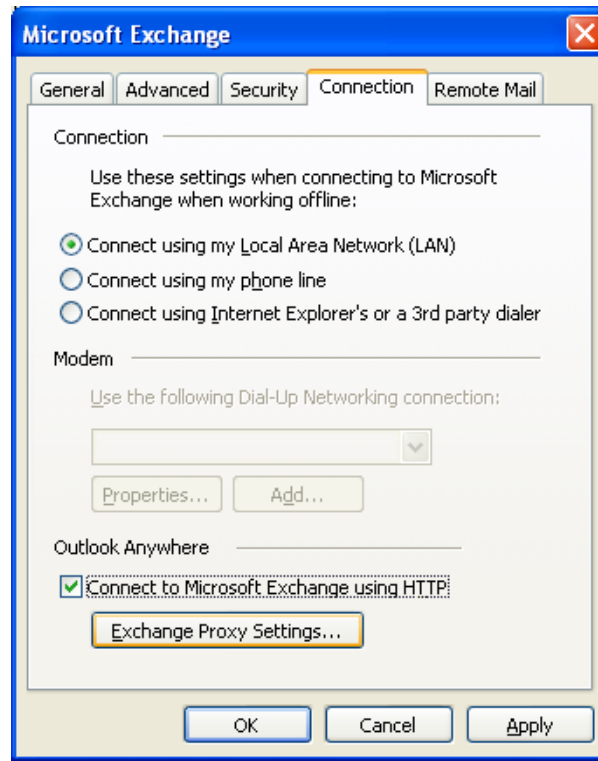 Microsoft Exchange
General Advanced Security Connection Remote Mail
Connection
Use these settings when connecting to Microsoft
Exchange when working offline:
Connect using my Local Area Network (LAN)
Connect using my phone line
Connect using Internet Explorer's or a 3rd party dialer
Modem
Use the following Dial-Up Networking connection:
Properties... Add...
Outlook Anywhere
Connect to Microsoft Exchange using HTTP
Exchange Proxy Settings...
OK Cancel Apply